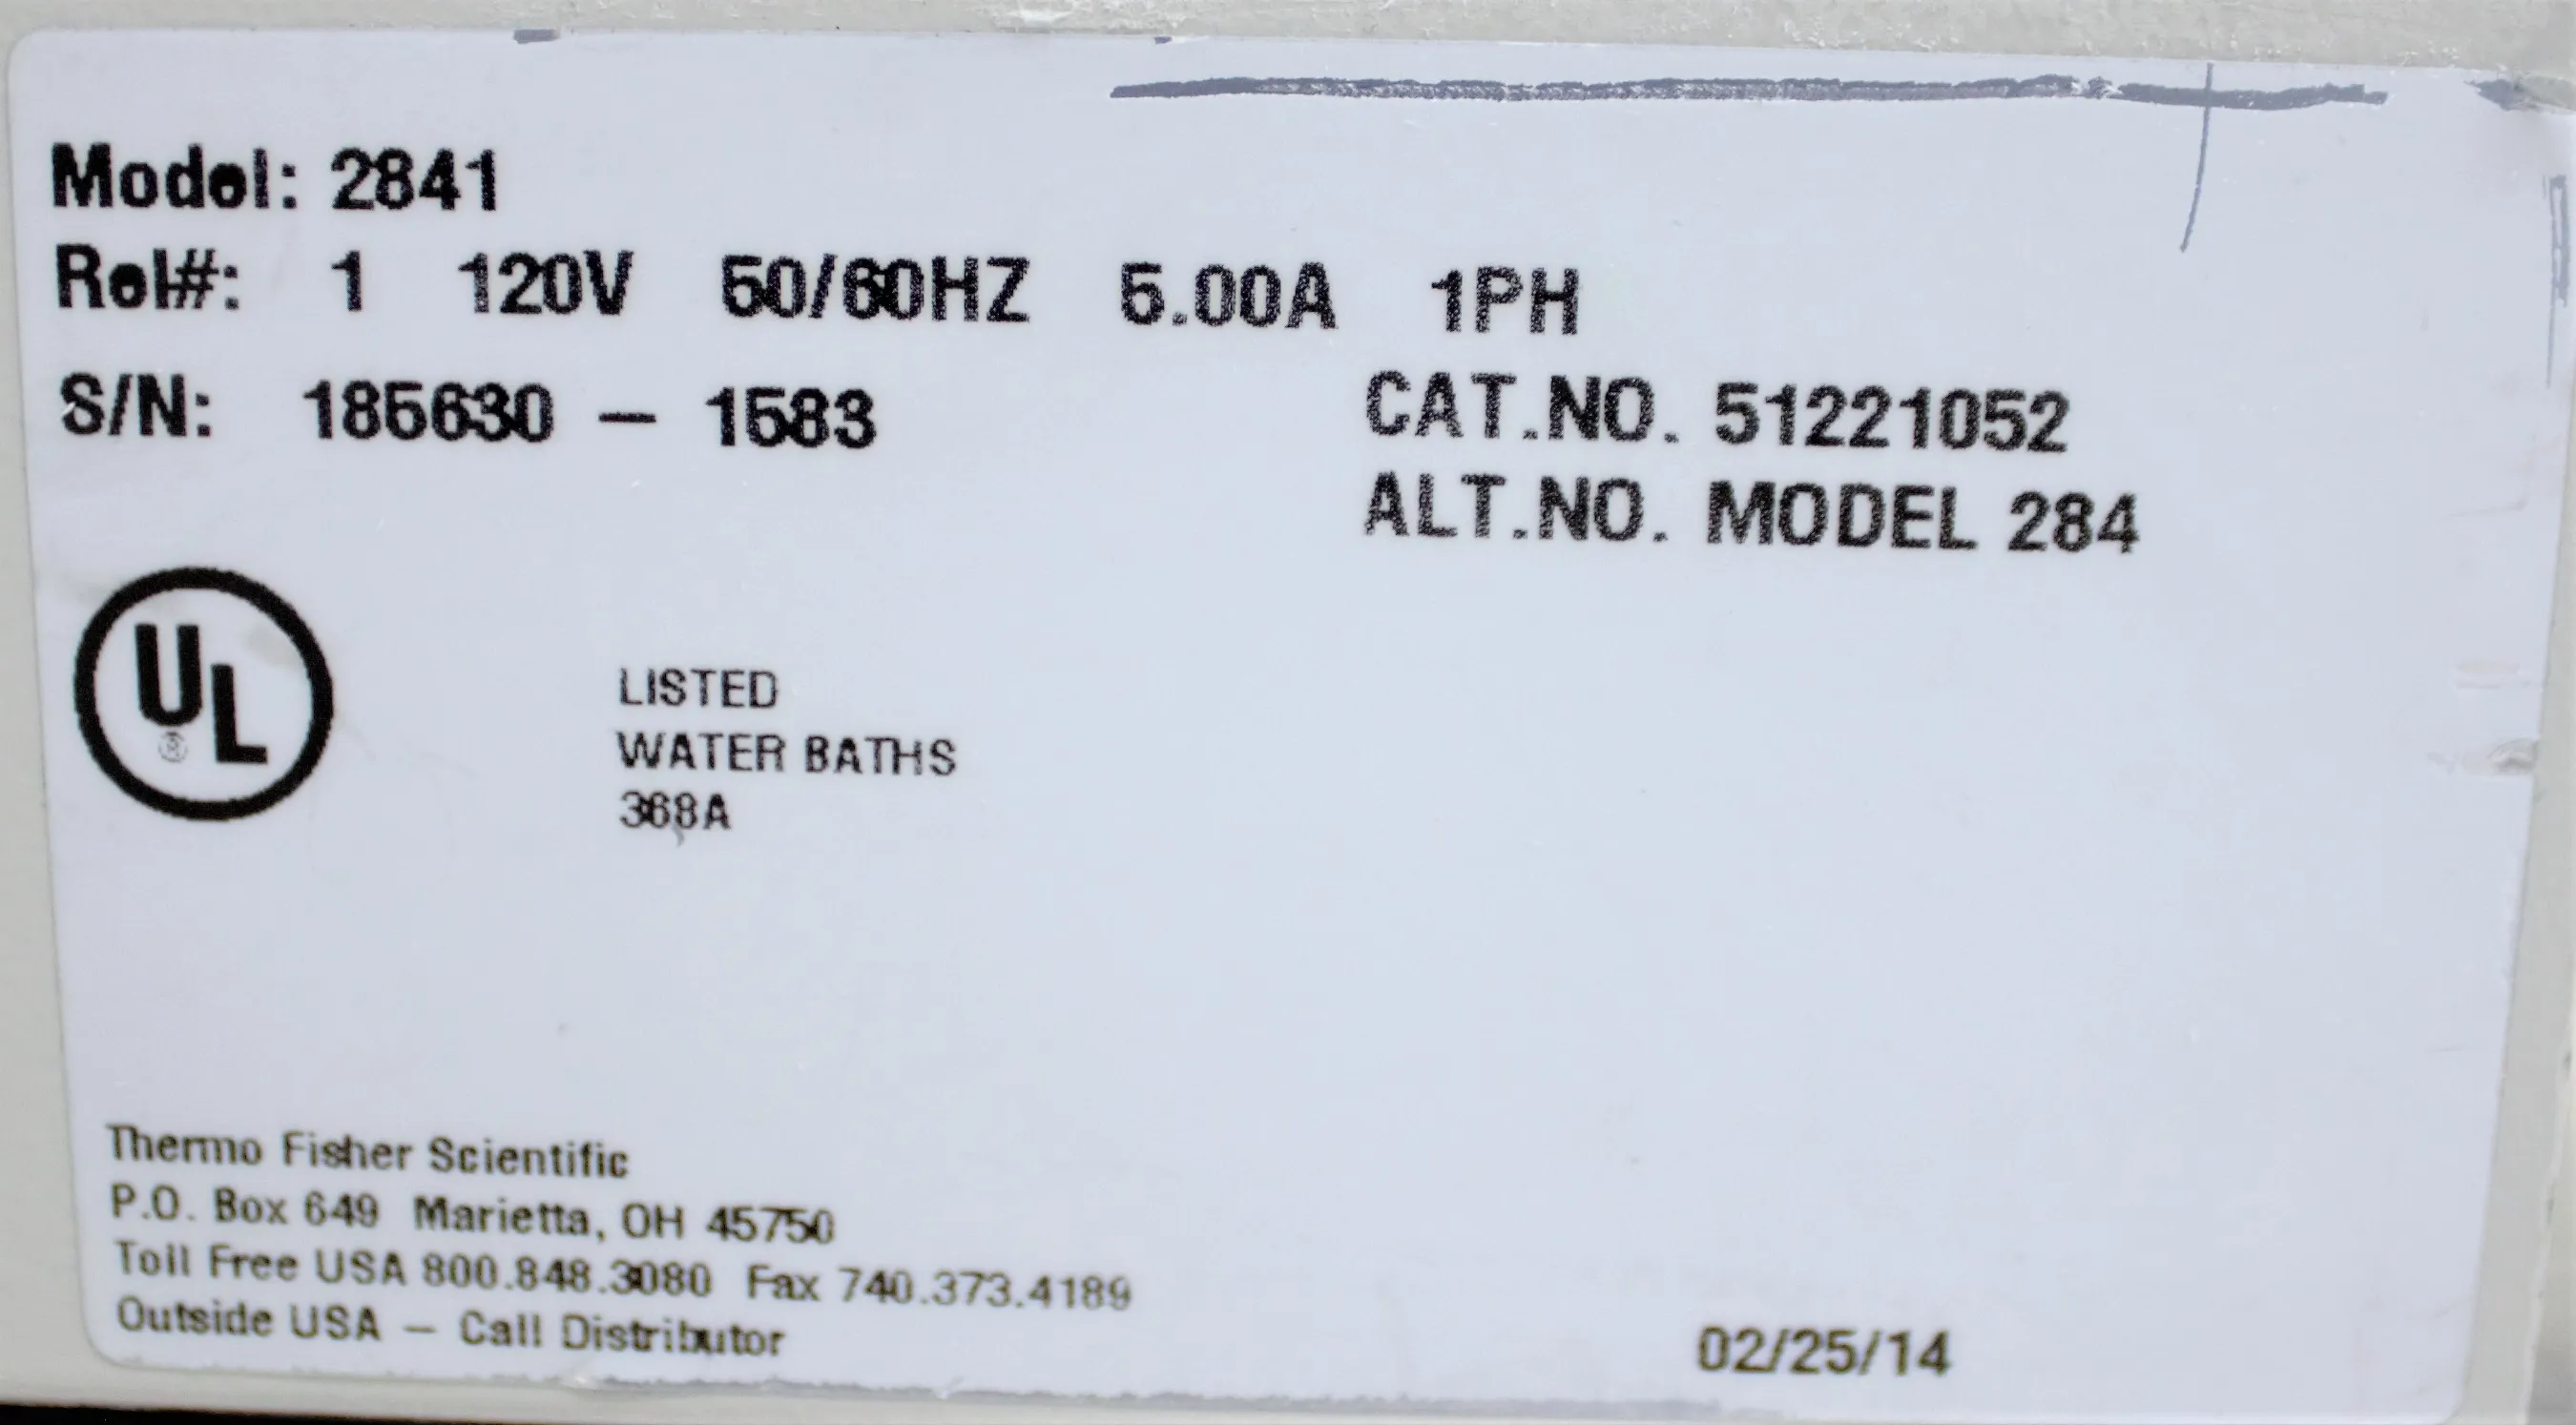 Model: 2841
Rel#: 1 120V 50/60HZ 5.00A 1PH
S/N: 185630 – 1583
CAT.NO. 51221052
ALT.NO. MODEL 284
UL
LISTED
WATER BATHS
368A
Thermo Fisher Scientific
P.O. Box 649 Marietta, OH 45750
Toll Free USA 800.848.3080 Fax 740.373.4189
Outside USA – Call Distributor
02/25/14